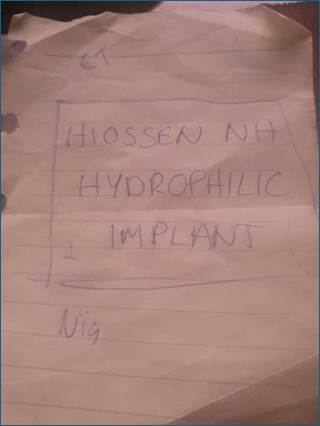 ET
HIOSSEN NH
HYDROPHILIC
IMPLANT
Nig